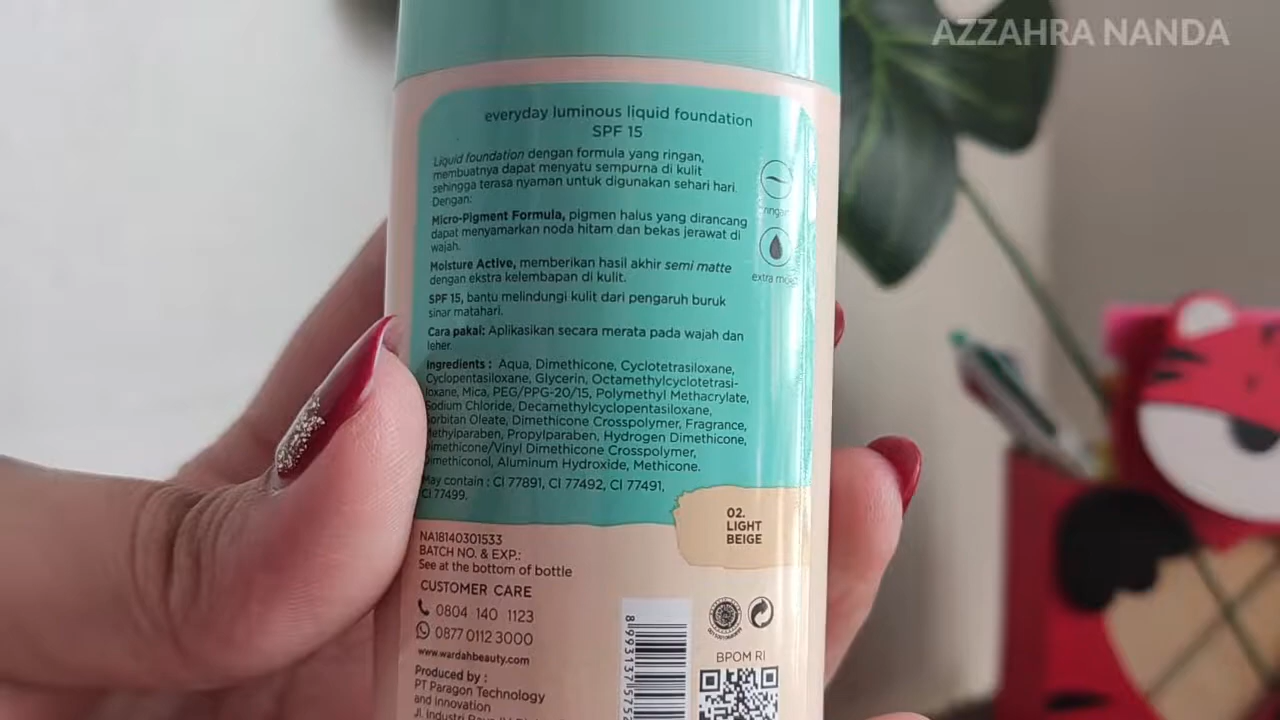 AZZAHRA NANDA
everyday luminous liquid foundation
SPF 15
Liquid foundation dengan formula yang ringan,
membuatnya dapat menyatu sempurna di kulit
sehingga terasa nyaman untuk digunakan sehari hari.
Dengan:
Micro-Pigment Formula, pigmen halus yang dirancang
dapat menyamarkan noda hitam dan bekas jerawat di
wajah.
Moisture Active, memberikan hasil akhir semi matte
dengan ekstra kelembapan di kulit.
SPF 15, bantu melindungi kulit dari pengaruh buruk
sinar matahari.
Cara pakai: Aplikasikan secara merata pada wajah dan
leher.
ringan
extra
Ingredients : Aqua, Dimethicone, Cyclotetrasiloxane,
Cyclopentasiloxane, Glycerin, Octamethylcyclotetrasi-
loxane, Mica, PEG/PPG-20/15, Polymethyl Methacrylate,
Sodium Chloride, Decamethylcyclopentasiloxane,
Sorbitan Oleate, Dimethicone Crosspolymer, Fragrance,
Methylparaben, Propylparaben, Hydrogen Dimethicone,
Dimethicone/Vinyl Dimethicone Crosspolymer,
Dimethiconol, Aluminum Hydroxide, Methicone.
May contain : CI 77891, CI 77492, CI 77491,
CI 77499.
02.
LIGHT
BEIGE
NA18140301533
BATCH NO. & EXP.:
See at the bottom of bottle
CUSTOMER CARE
0804 140 1123
0877 0112 3000
www.wardahbeauty.com
Produced by :
PT Paragon Technology
and Innovation
Jl. Industri
BPOM RI